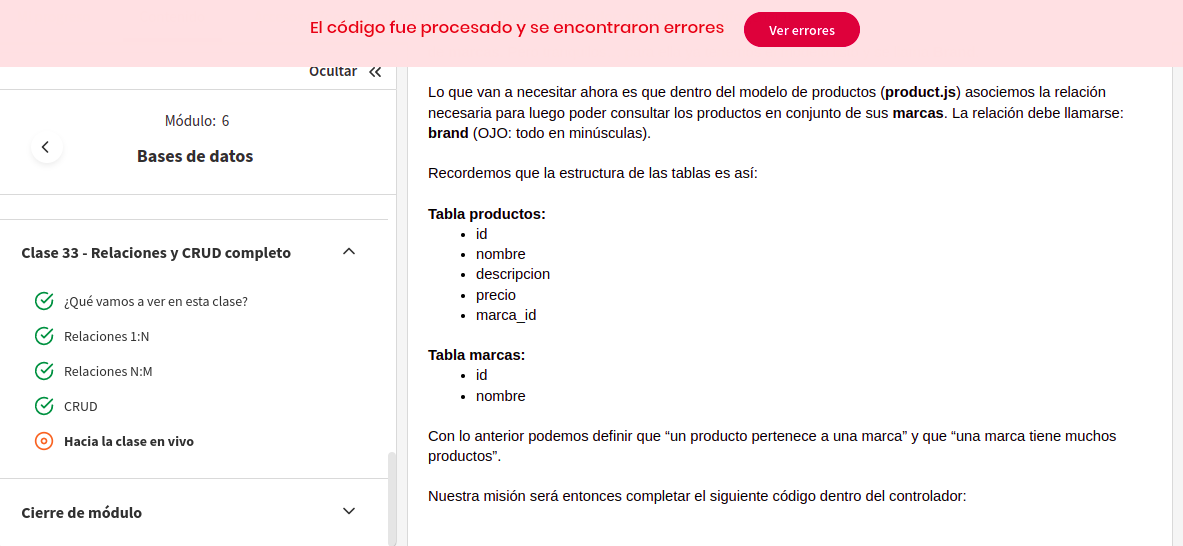 El código fue procesado y se encontraron errores
Ver errores
Ocultar
Módulo: 6
Bases de datos
Clase 33 - Relaciones y CRUD completo
¿Qué vamos a ver en esta clase?
Relaciones 1:N
Relaciones N:M
CRUD
Hacia la clase en vivo
Cierre de módulo
Lo que van a necesitar ahora es que dentro del modelo de productos (product.js) asociemos la relación
necesaria para luego poder consultar los productos en conjunto de sus marcas. La relación debe llamarse:
brand (OJO: todo en minúsculas).
Recordemos que la estructura de las tablas es así:
Tabla productos:
• id
• nombre
• descripcion
• precio
• marca_id
Tabla marcas:
• id
• nombre
Con lo anterior podemos definir que “un producto pertenece a una marca” y que “una marca tiene muchos
productos”.
Nuestra misión será entonces completar el siguiente código dentro del controlador: